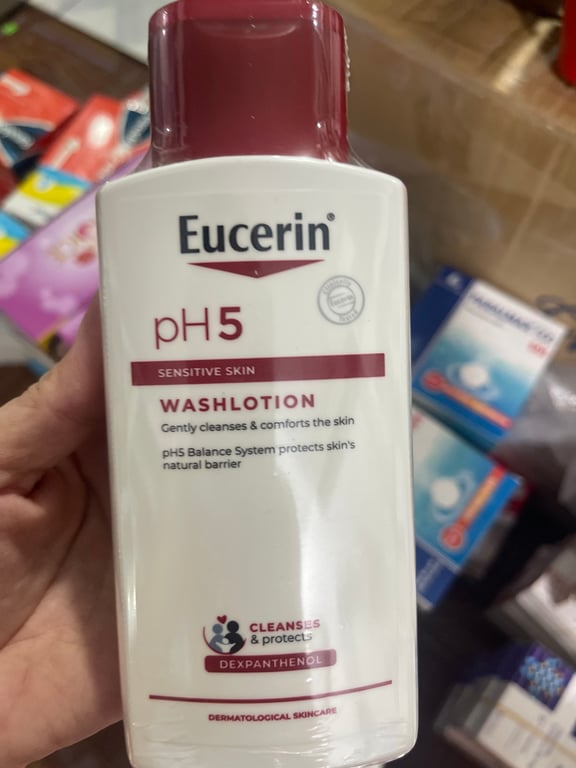 Eucerin®
pH5
SENSITIVE SKIN
WASHLOTION
Gently cleanses & comforts the skin
pH5 Balance System protects skin's
natural barrier
CLEANSES
& protects
DEXPANTHENOL
DERMATOLOGICAL SKINCARE